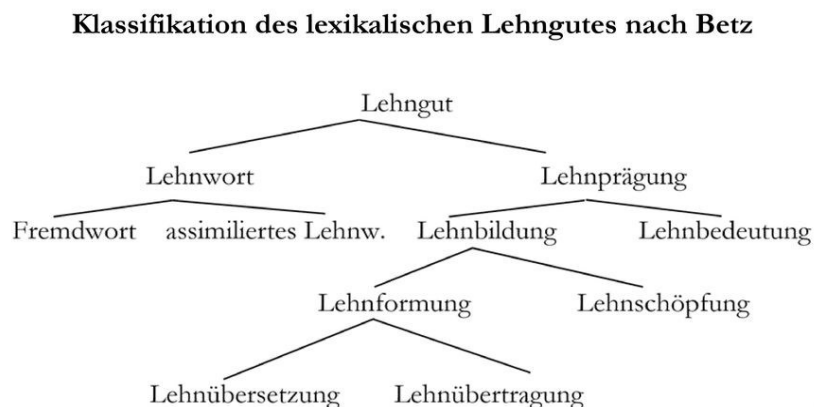 Klassifikation des lexikalischen Lehngutes nach Betz
Lehngut
Lehnwort Lehnprägung
Fremdwort assimiliertes Lehnw. Lehnbildung Lehnbedeutung
Lehnformung Lehnschöpfung
Lehnübersetzung Lehnübertragung